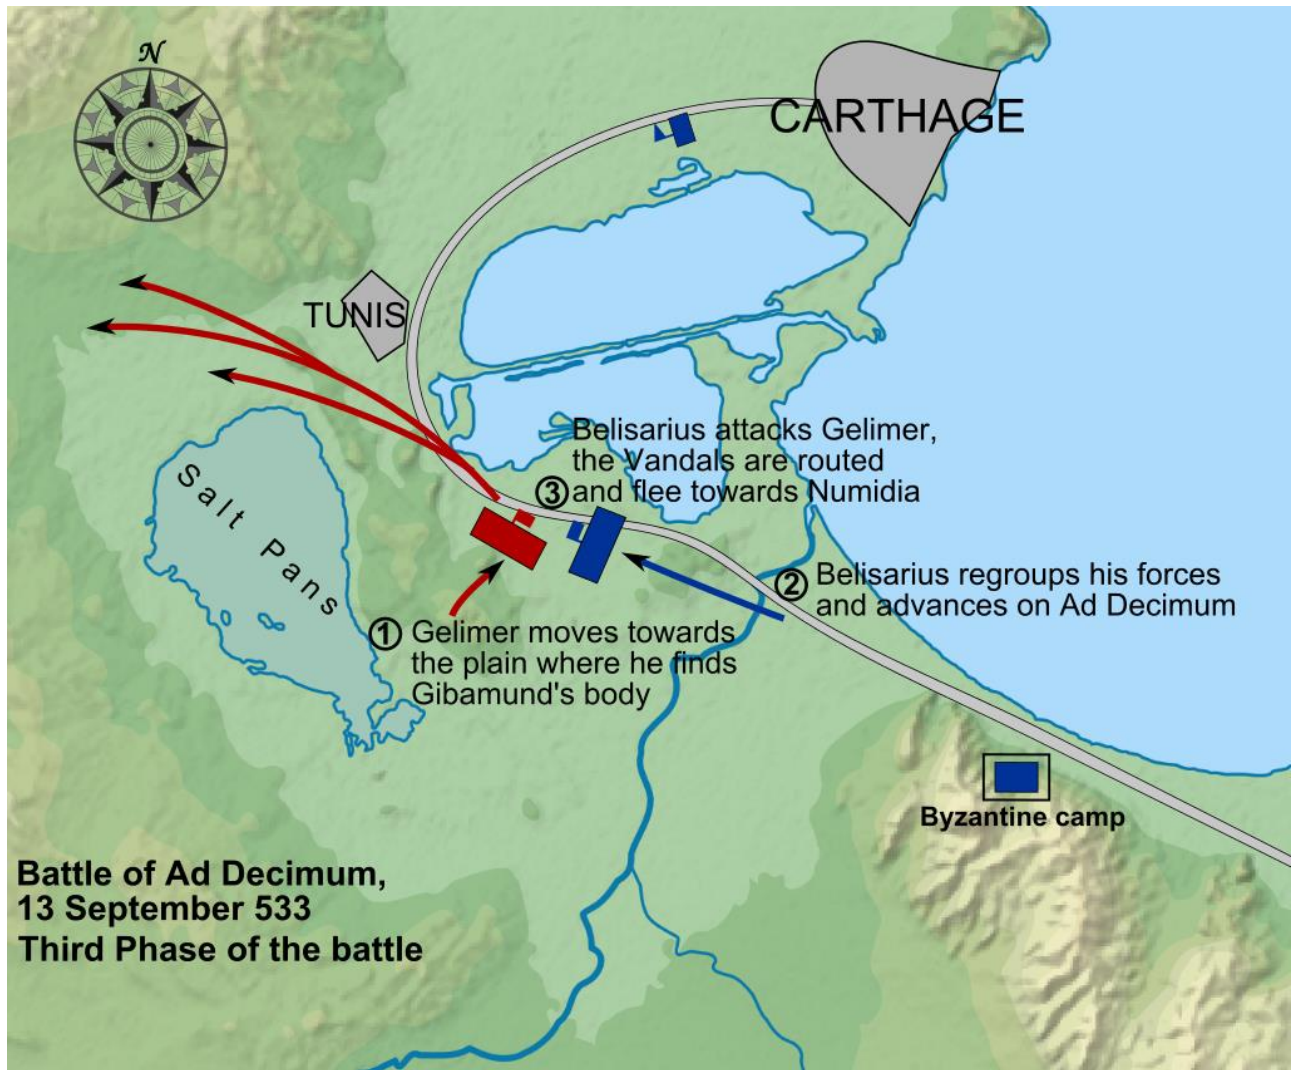 N
CARTHAGE
TUNIS
Salt Pans
③ Belisarius attacks Gelimer,
the Vandals are routed
and flee towards Numidia
② Belisarius regroups his forces
and advances on Ad Decimum
① Gelimer moves towards
the plain where he finds
Gibamund's body
Byzantine camp
Battle of Ad Decimum,
13 September 533
Third Phase of the battle